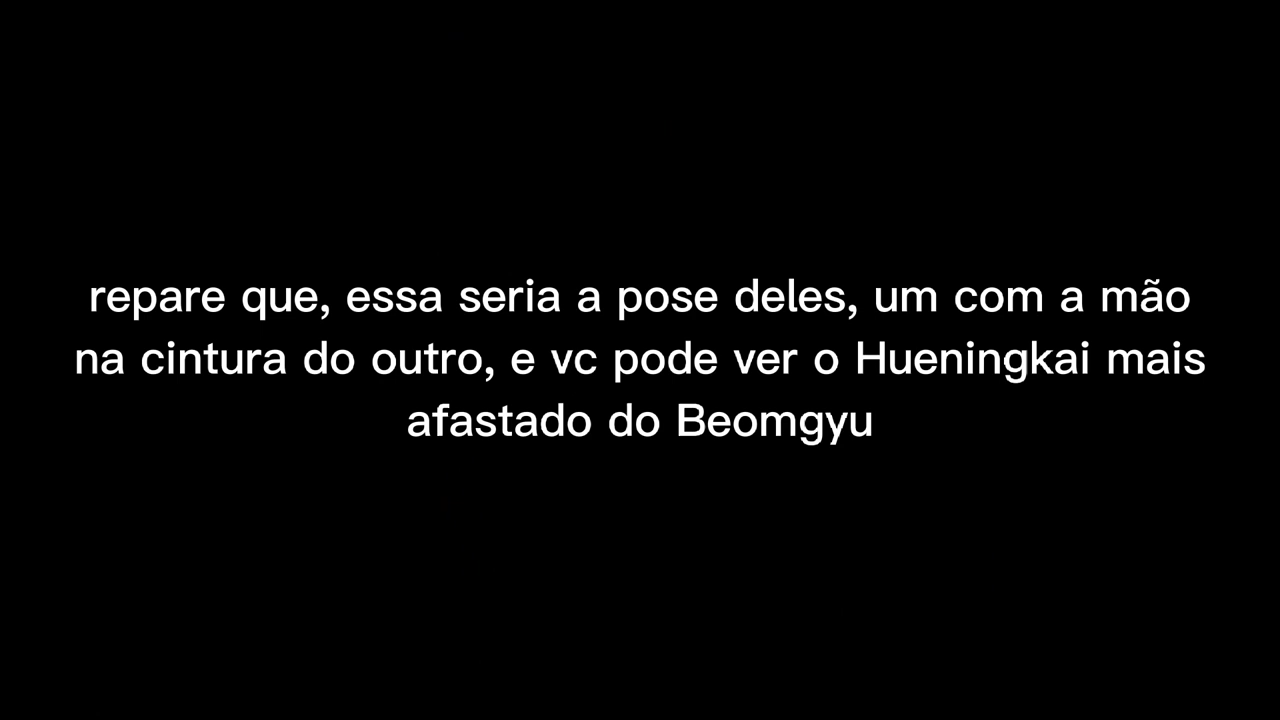 repare que, essa seria a pose deles, um com a mão
na cintura do outro, e vc pode ver o Hueningkai mais
afastado do Beomgyu